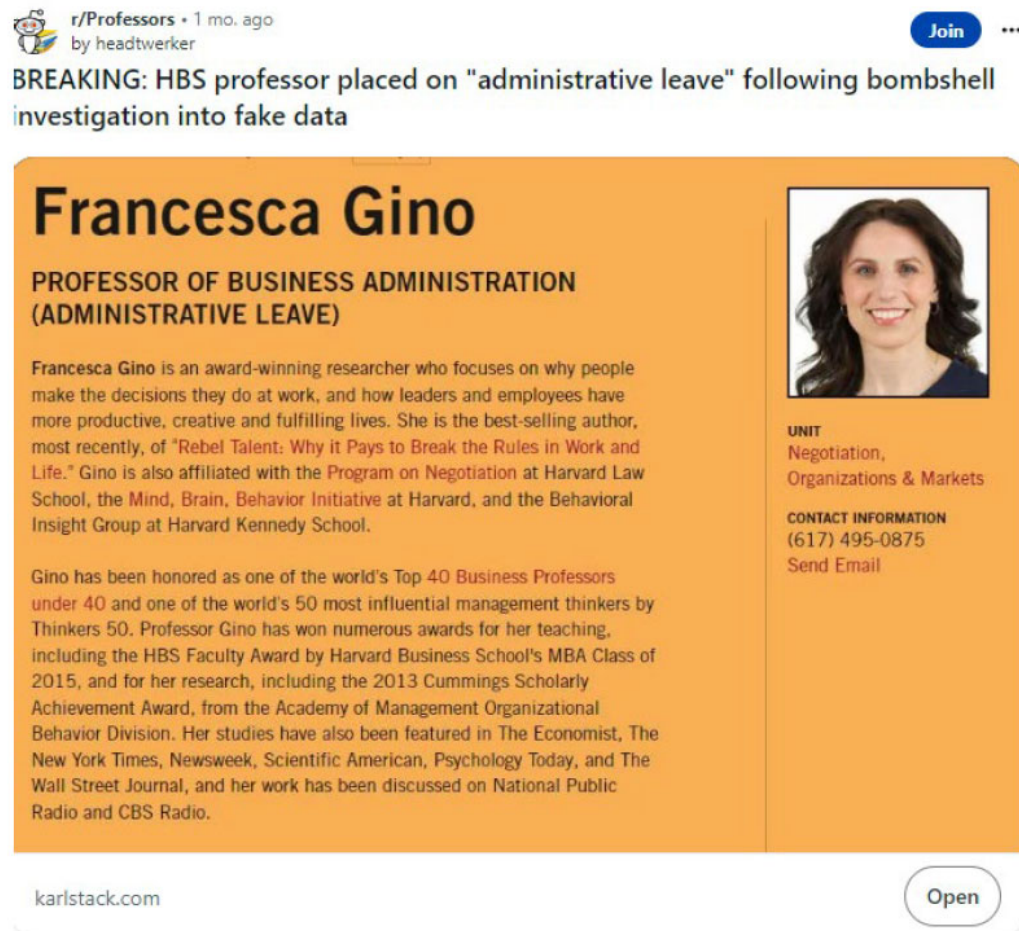 r/Professors • 1 mo. ago
by headtwerker
Join
BREAKING: HBS professor placed on "administrative leave" following bombshell
investigation into fake data
Francesca Gino
PROFESSOR OF BUSINESS ADMINISTRATION
(ADMINISTRATIVE LEAVE)
Francesca Gino is an award-winning researcher who focuses on why people
make the decisions they do at work, and how leaders and employees have
more productive, creative and fulfilling lives. She is the best-selling author,
most recently, of "Rebel Talent: Why it Pays to Break the Rules in Work and
Life." Gino is also affiliated with the Program on Negotiation at Harvard Law
School, the Mind, Brain, Behavior Initiative at Harvard, and the Behavioral
Insight Group at Harvard Kennedy School.
Gino has been honored as one of the world's Top 40 Business Professors
under 40 and one of the world's 50 most influential management thinkers by
Thinkers 50. Professor Gino has won numerous awards for her teaching,
including the HBS Faculty Award by Harvard Business School's MBA Class of
2015, and for her research, including the 2013 Cummings Scholarly
Achievement Award, from the Academy of Management Organizational
Behavior Division. Her studies have also been featured in The Economist, The
New York Times, Newsweek, Scientific American, Psychology Today, and The
Wall Street Journal, and her work has been discussed on National Public
Radio and CBS Radio.
UNIT
Negotiation,
Organizations & Markets
CONTACT INFORMATION
(617) 495-0875
Send Email
karlstack.com
Open